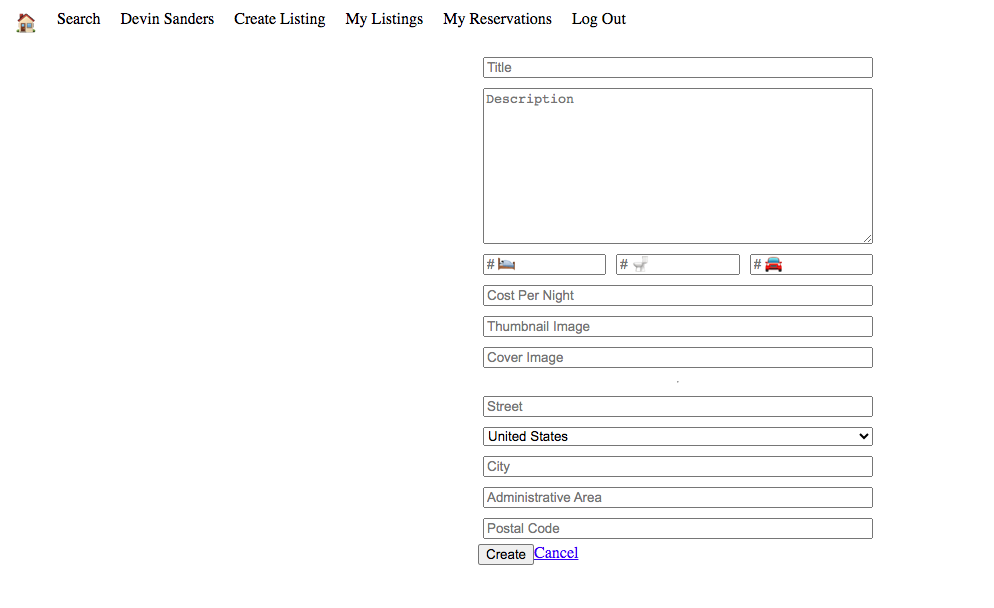 🏠 Search Devin Sanders Create Listing My Listings My Reservations Log Out
Title
Description
# 🛏️ # 🚽 # 🚘
Cost Per Night
Thumbnail Image
Cover Image
Street
United States
City
Administrative Area
Postal Code
Create Cancel